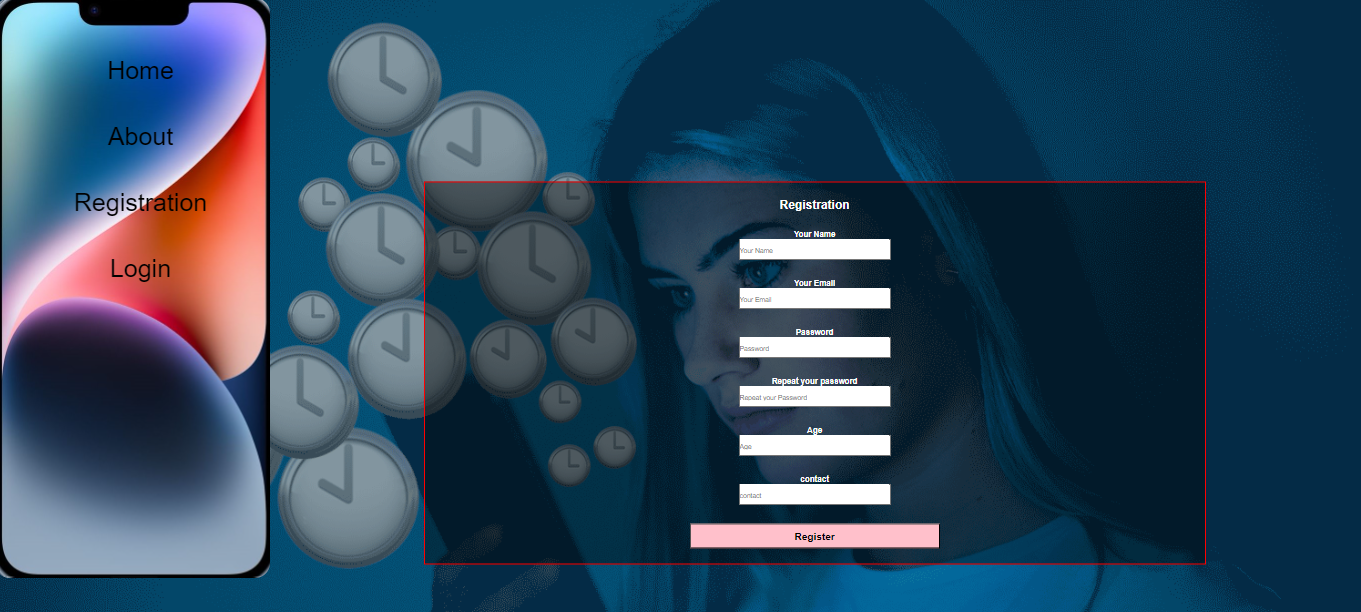 Home
About
Registration
Login
Registration
Your Name
Your Name
Your Email
Your Email
Password
Password
Repeat your password
Repeat your Password
Age
Age
contact
contact
Register